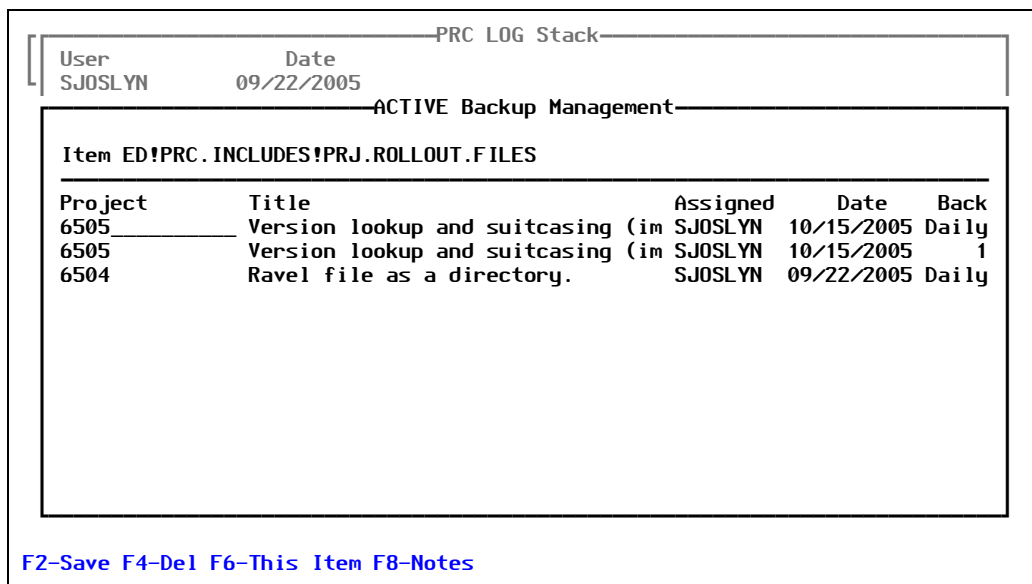 PRC LOG Stack
User Date
SJOSLYN 09/22/2005
ACTIVE Backup Management
Item ED!PRC.INCLUDES!PRJ.ROLLOUT.FILES
Project Title Assigned Date Back
6505__________ Version lookup and suitcasing (im SJOSLYN 10/15/2005 Daily
6505 Version lookup and suitcasing (im SJOSLYN 10/15/2005 1
6504 Ravel file as a directory. SJOSLYN 09/22/2005 Daily
F2-Save F4-Del F6-This Item F8-Notes